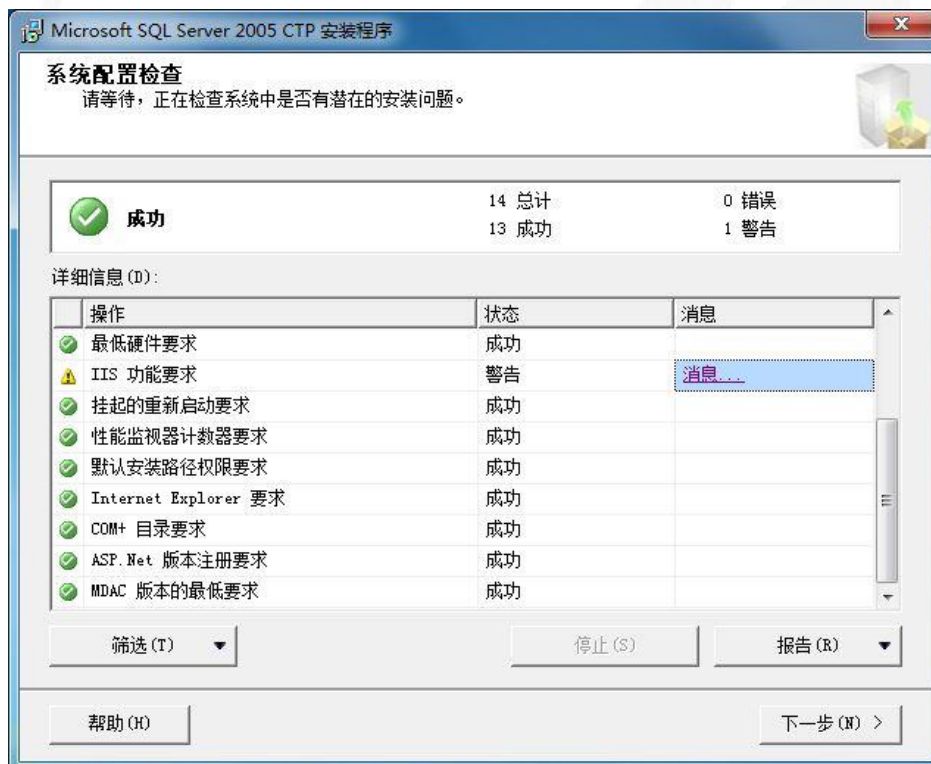 Microsoft SQL Server 2005 CTP 安装程序
系统配置检查
请等待，正在检查系统中是否有潜在的安装问题。
成功
14 总计
0 错误
13 成功
1 警告
详细信息(D):
操作 状态 消息
最低硬件要求 成功
IIS 功能要求 警告 消息...
挂起的重新启动要求 成功
性能监视器计数器要求 成功
默认安装路径权限要求 成功
Internet Explorer 要求 成功
COM+ 目录要求 成功
ASP.Net 版本注册要求 成功
MDAC 版本的最低要求 成功
筛选(T) 停止(S) 报告(R)
帮助(H) 下一步(N) >